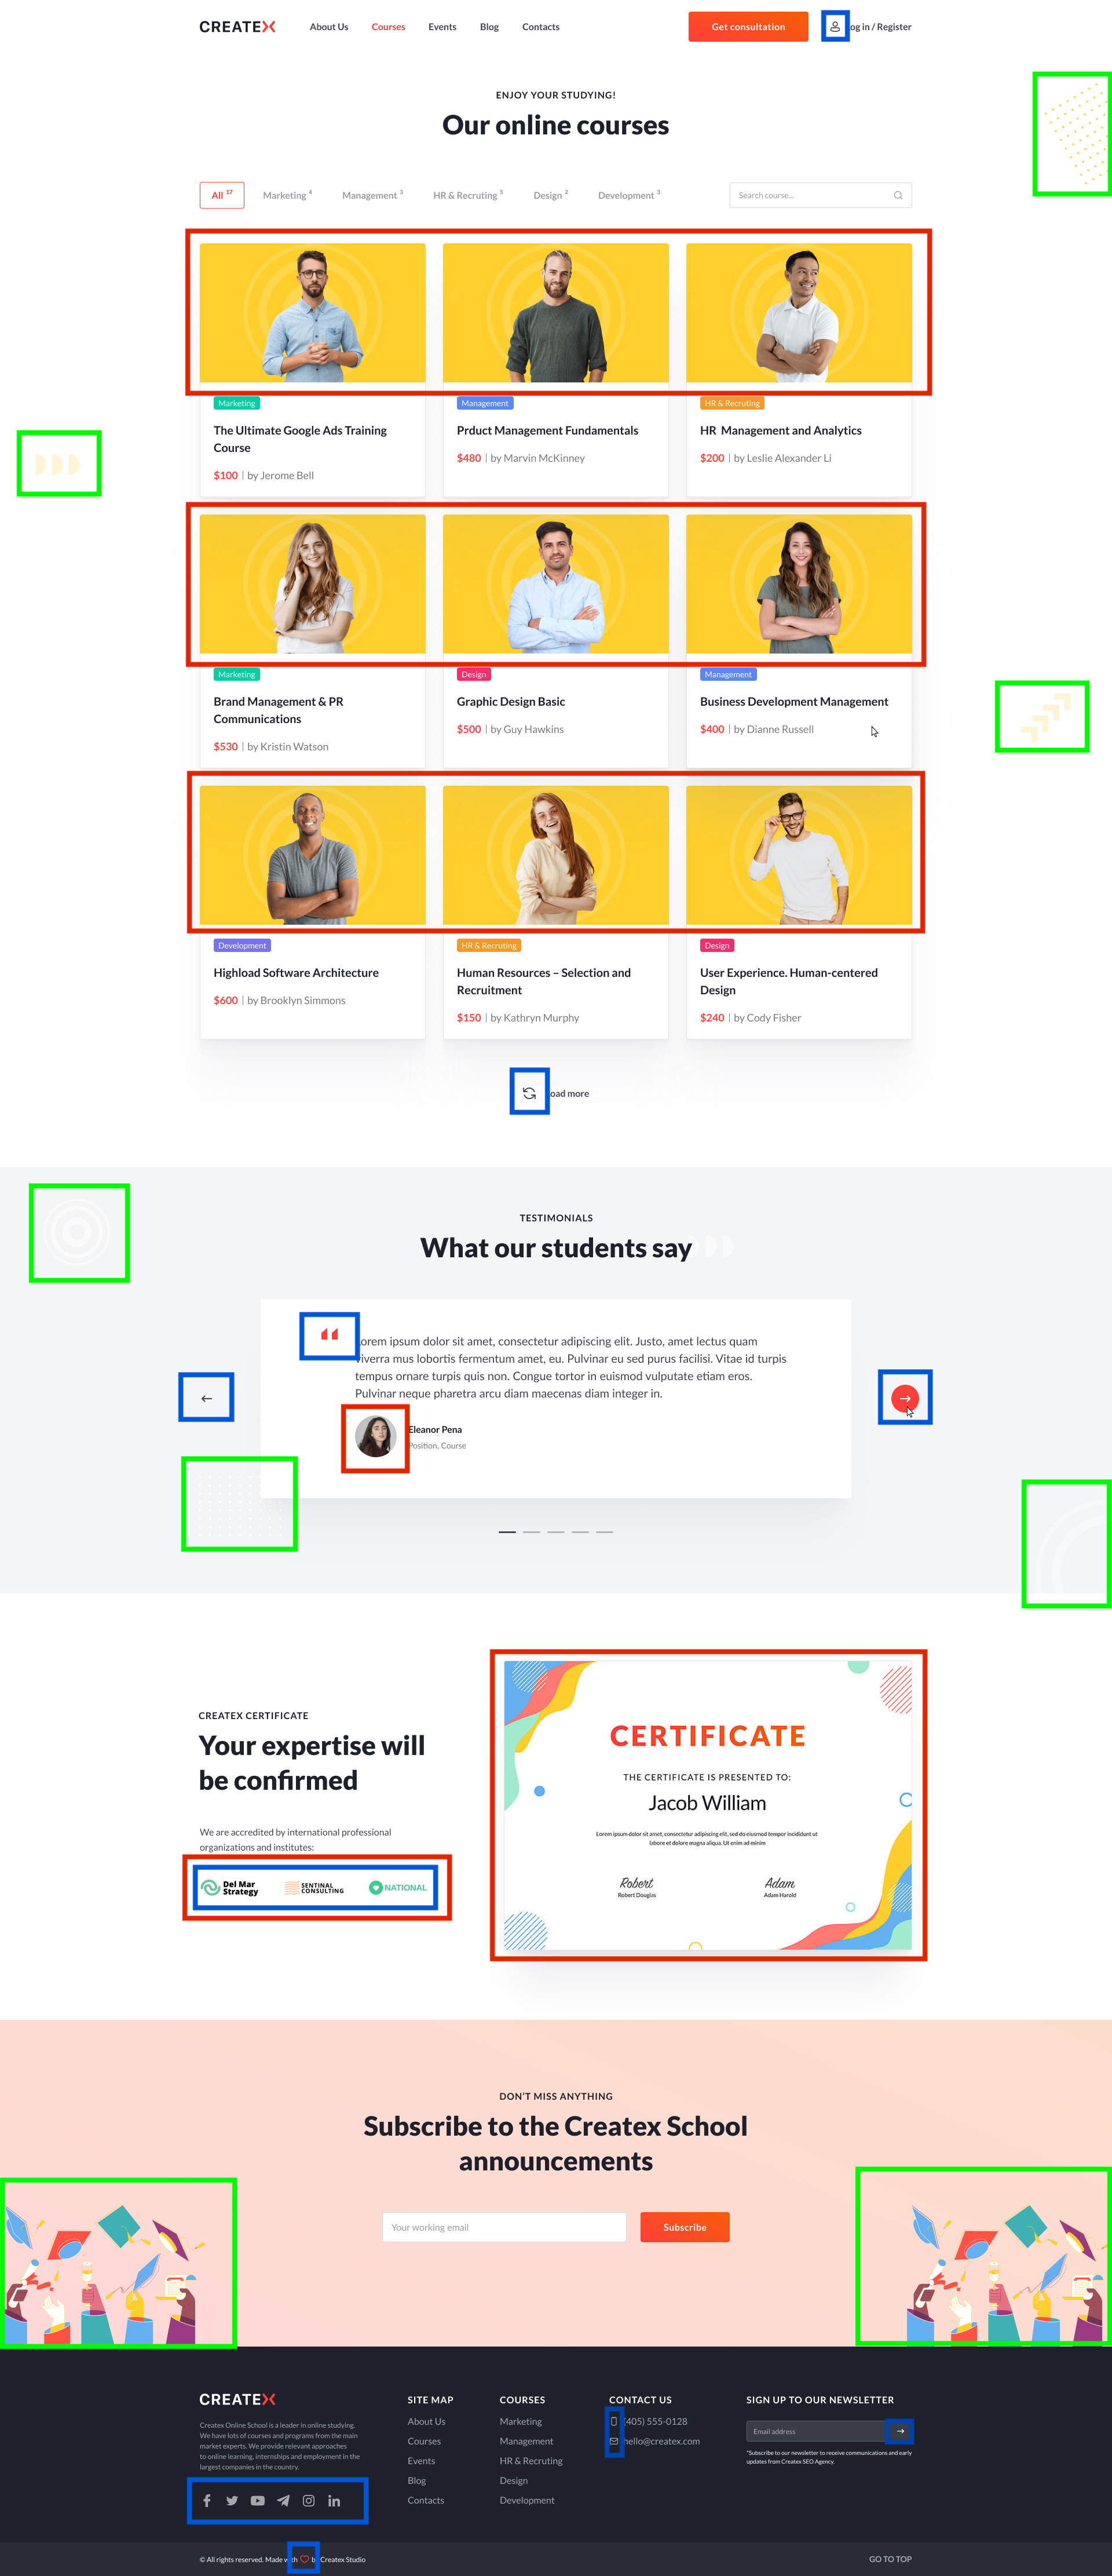 CREATEX
About Us
Courses
Events
Blog
Contacts
Get consultation
og in / Register
ENJOY YOUR STUDYING!
Our online courses
All 17
Marketing 4
Management 3
HR & Recruting 5
Design 2
Development 3
Search course...
Marketing
The Ultimate Google Ads Training
Course
$100 | by Jerome Bell
Management
Prduct Management Fundamentals
$480 | by Marvin McKinney
HR & Recruting
HR Management and Analytics
$200 | by Leslie Alexander Li
Marketing
Brand Management & PR
Communications
$530 | by Kristin Watson
Design
Graphic Design Basic
$500 | by Guy Hawkins
Management
Business Development Management
$400 | by Dianne Russell
Development
Highload Software Architecture
$600 | by Brooklyn Simmons
HR & Recruting
Human Resources – Selection and
Recruitment
$150 | by Kathryn Murphy
Design
User Experience. Human-centered
Design
$240 | by Cody Fisher
oad more
TESTIMONIALS
What our students say
orem ipsum dolor sit amet, consectetur adipiscing elit. Justo, amet lectus quam
viverra mus lobortis fermentum amet, eu. Pulvinar eu sed purus facilisi. Vitae id turpis
tempus ornare turpis quis non. Congue tortor in euismod vulputate etiam eros.
Pulvinar neque pharetra arcu diam maecenas diam integer in.
Eleanor Pena
Position, Course
CREATEX CERTIFICATE
Your expertise will
be confirmed
We are accredited by international professional
organizations and institutes:
Del Mar
Strategy
SENTINAL
CONSULTING
NATIONAL
CERTIFICATE
THE CERTIFICATE IS PRESENTED TO:
Jacob William
Lorem ipsum dolor sit amet, consectetur adipiscing elit, sed do eiusmod tempor incididunt ut
labore et dolore magna aliqua. Ut enim ad minim
Robert
Robert Douglas
Adam
Adam Harold
DON'T MISS ANYTHING
Subscribe to the Createx School
announcements
Your working email
Subscribe
CREATEX
Createx Online School is a leader in online studying.
We have lots of courses and programs from the main
market experts. We provide relevant approaches
to online learning, internships and employment in the
largest companies in the country.
SITE MAP
About Us
Courses
Events
Blog
Contacts
COURSES
Marketing
Management
HR & Recruting
Design
Development
CONTACT US
(405) 555-0128
hello@createx.com
SIGN UP TO OUR NEWSLETTER
Email address
*Subscribe to our newsletter to receive communications and early
updates from Createx SEO Agency.
© All rights reserved. Made with by Createx Studio
GO TO TOP